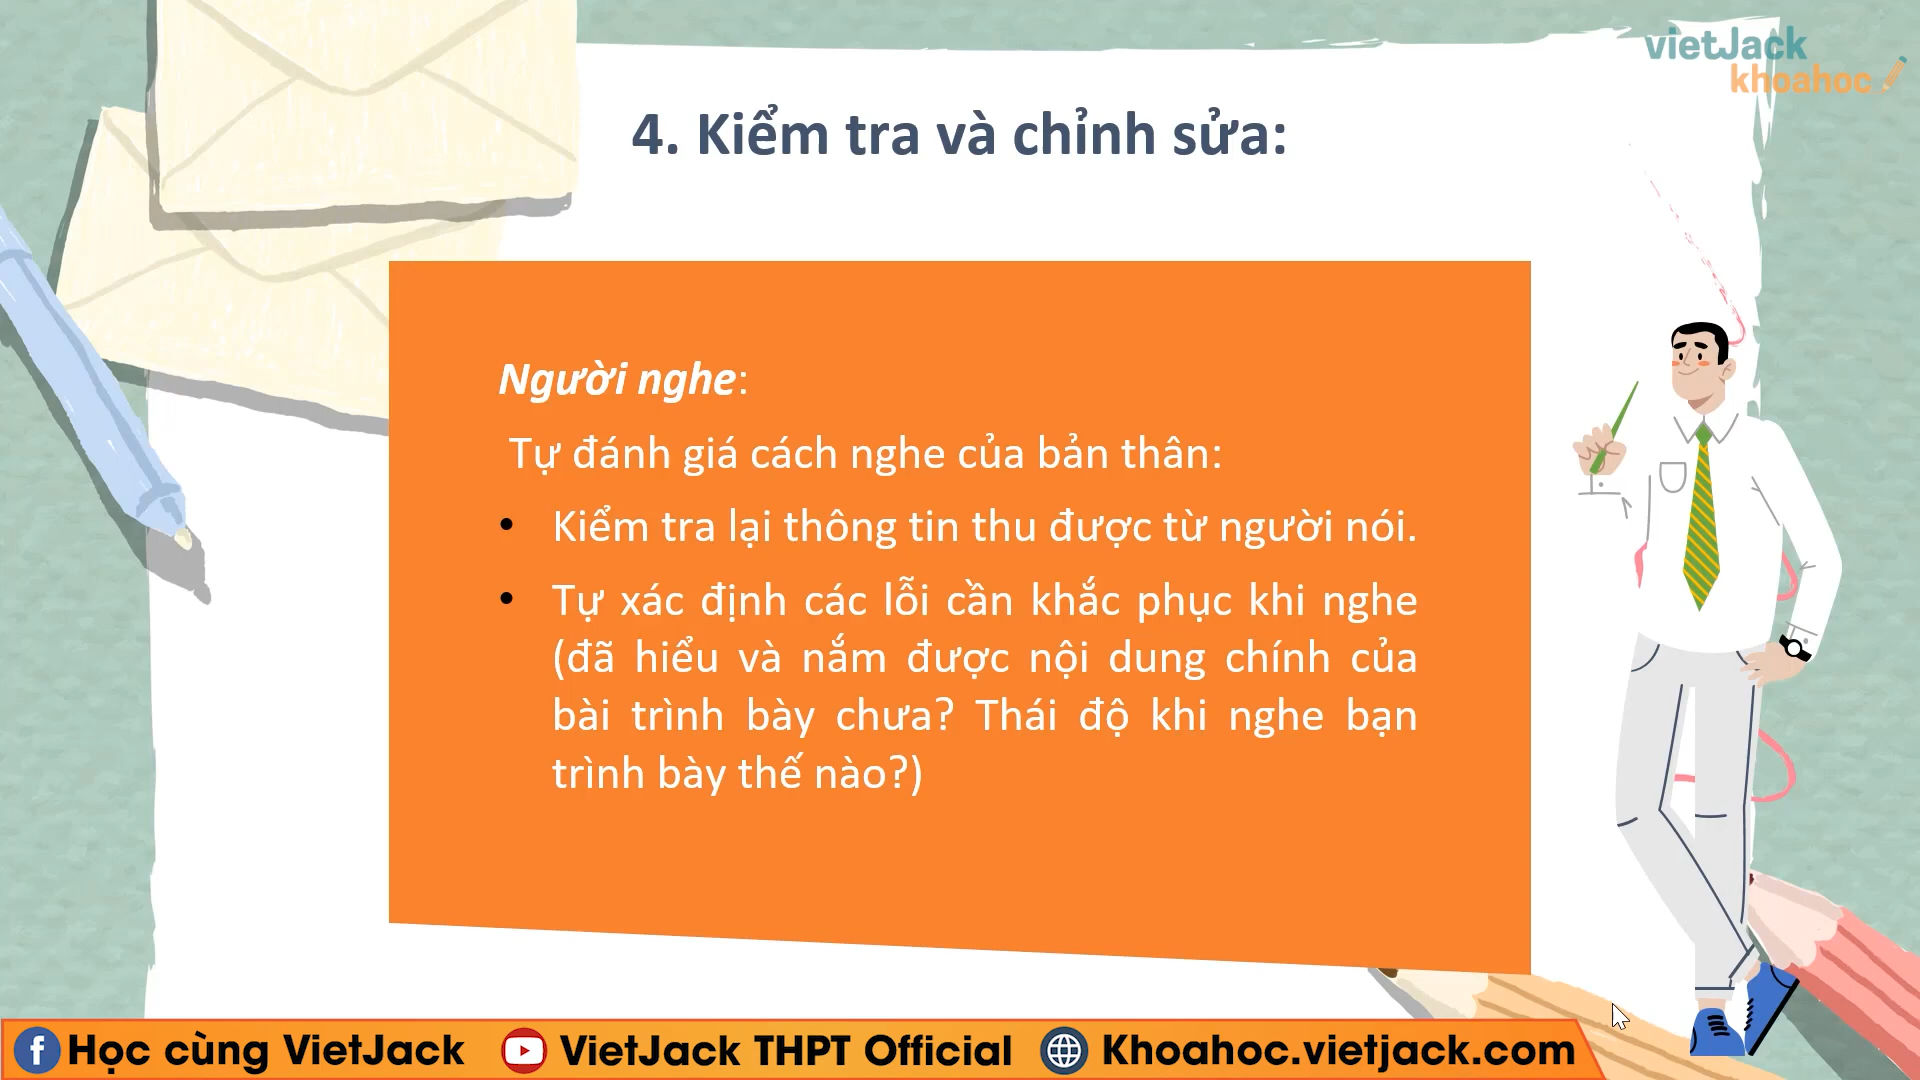 vietJack
khoahoc
4. Kiểm tra và chỉnh sửa:
Người nghe:
Tự đánh giá cách nghe của bản thân:
• Kiểm tra lại thông tin thu được từ người nói.
• Tự xác định các lỗi cần khắc phục khi nghe
(đã hiểu và nắm được nội dung chính của
bài trình bày chưa? Thái độ khi nghe bạn
trình bày thế nào?)
Học cùng VietJack VietJack THPT Official Khoahoc.vietjack.com